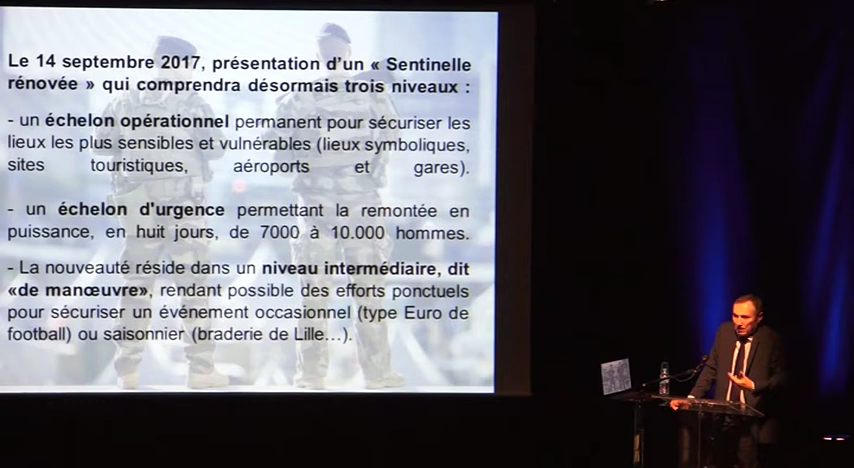 Le 14 septembre 2017, présentation d’un « Sentinelle
rénovée » qui comprendra désormais trois niveaux :
- un échelon opérationnel permanent pour sécuriser les
lieux les plus sensibles et vulnérables (lieux symboliques,
sites touristiques, aéroports et gares).
- un échelon d'urgence permettant la remontée en
puissance, en huit jours, de 7000 à 10.000 hommes.
- La nouveauté réside dans un niveau intermédiaire, dit
«de manœuvre», rendant possible des efforts ponctuels
pour sécuriser un événement occasionnel (type Euro de
football) ou saisonnier (braderie de Lille…).